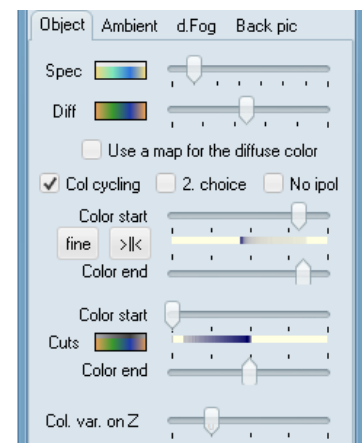 Object Ambient d.Fog Back pic
Spec
Diff
Use a map for the diffuse color
Col cycling 2. choice No ipol
Color start
fine >||<
Color end
Color start
Cuts
Color end
Col. var. on Z